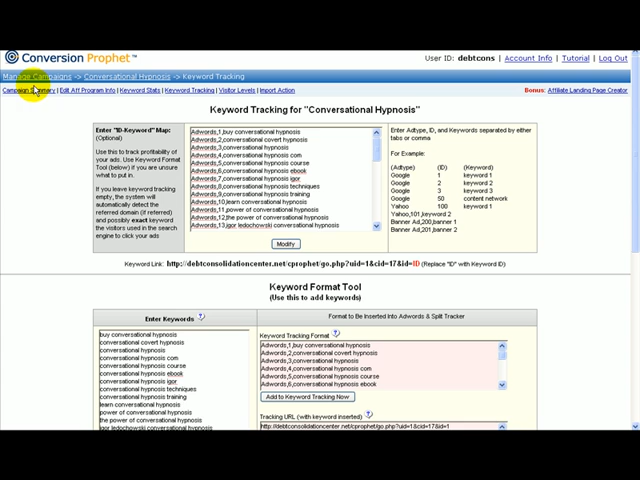 Conversion Prophet™
User ID: debtcons | Account Info | Tutorial | Log Out
Manage Campaigns -> Conversational Hypnosis -> Keyword Tracking
Campaign Summary | Edit Aff Program Info | Keyword Stats | Keyword Tracking | Visitor Levels | Import Action
Bonus: Affiliate Landing Page Creator
Keyword Tracking for "Conversational Hypnosis"
Enter "ID-Keyword" Map:
(Optional)
Use this to track profitability of your ads. Use Keyword Format Tool (below) if you are unsure what to put in.
If you leave keyword tracking empty, the system will automatically detect the referred domain (if referred) and possibly exact keyword the visitors used in the search engine to click your ads
Adwords,1,buy conversational hypnosis
Adwords,2,conversational covert hypnosis
Adwords,3,conversational hypnosis
Adwords,4,conversational hypnosis com
Adwords,5,conversational hypnosis course
Adwords,6,conversational hypnosis ebook
Adwords,7,conversational hypnosis igor
Adwords,8,conversational hypnosis techniques
Adwords,9,conversational hypnosis training
Adwords,10,learn conversational hypnosis
Adwords,11,power of conversational hypnosis
Adwords,12,the power of conversational hypnosis
Adwords,13,igor ledochowski conversational hypnosis
Enter Adtype, ID, and Keywords separated by either tabs or comma
For Example:
(Adtype) (ID) (Keyword)
Google 1 keyword 1
Google 2 keyword 2
Google 3 keyword 3
Google 50 content network
Yahoo 100 keyword 1
Yahoo,101,keyword 2
Banner Ad,200,banner 1
Banner Ad,201,banner 2
Modify
Keyword Link: http://debtconsolidationcenter.net/cprophet/go.php?uid=1&cid=17&id=ID (Replace "ID" with Keyword ID)
Keyword Format Tool
(Use this to add keywords)
Enter Keywords ?
Format to Be Inserted Into Adwords & Split Tracker
buy conversational hypnosis
conversational covert hypnosis
conversational hypnosis
conversational hypnosis com
conversational hypnosis course
conversational hypnosis ebook
conversational hypnosis igor
conversational hypnosis techniques
conversational hypnosis training
learn conversational hypnosis
power of conversational hypnosis
the power of conversational hypnosis
igor ledochowski conversational hypnosis
Keyword Tracking Format ?
Adwords,1,buy conversational hypnosis
Adwords,2,conversational covert hypnosis
Adwords,3,conversational hypnosis
Adwords,4,conversational hypnosis com
Adwords,5,conversational hypnosis course
Adwords,6,conversational hypnosis ebook
Add to Keyword Tracking Now
Tracking URL (with keyword inserted) ?
http://debtconsolidationcenter.net/cprophet/go.php?uid=1&cid=17&id=1